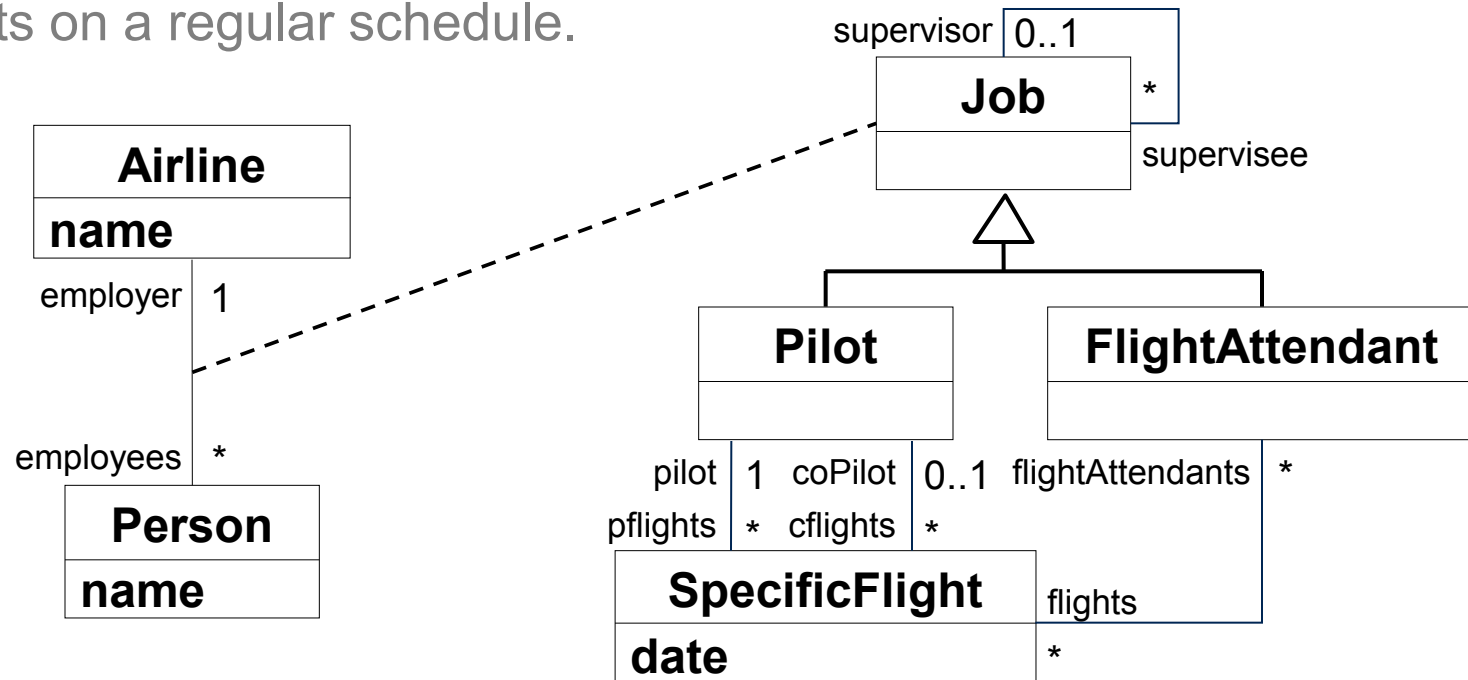 ts on a regular schedule.
supervisor 0..1
Job *
supervisee
Airline
name
employer 1
employees *
Person
name
Pilot FlightAttendant
pilot 1 coPilot 0..1 flightAttendants *
pflights * cflights *
SpecificFlight
date
flights
*